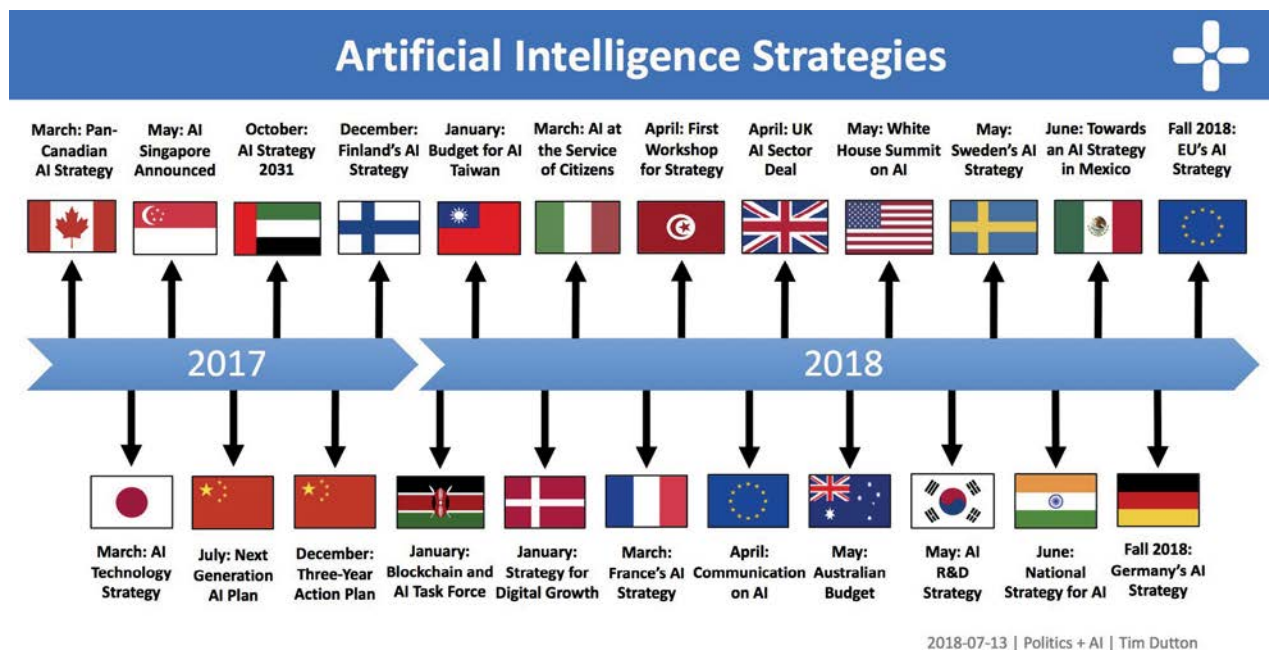 Artificial Intelligence Strategies
March: Pan-
Canadian
AI Strategy
May: AI
Singapore
Announced
October:
AI Strategy
2031
December:
Finland's AI
Strategy
January:
Budget for AI
Taiwan
March: AI at
the Service
of Citizens
April: First
Workshop
for Strategy
April: UK
AI Sector
Deal
May: White
House Summit
on AI
May:
Sweden's AI
Strategy
June: Towards
an AI Strategy
in Mexico
Fall 2018:
EU's AI
Strategy
2017
2018
March: AI
Technology
Strategy
July: Next
Generation
AI Plan
December:
Three-Year
Action Plan
January:
Blockchain and
AI Task Force
January:
Strategy for
Digital Growth
March:
France's AI
Strategy
April:
Communication
on AI
May:
Australian
Budget
May: AI
R&D
Strategy
June:
National
Strategy for AI
Fall 2018:
Germany's AI
Strategy
2018-07-13 | Politics + AI | Tim Dutton